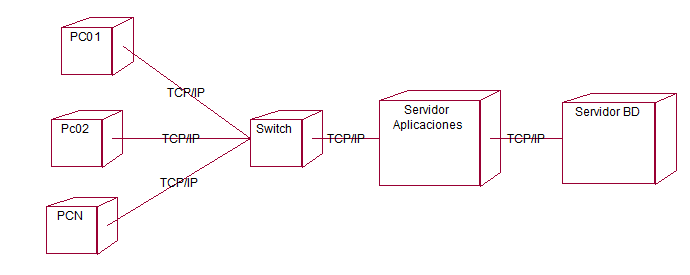 PC01
TCP/IP
Pc02
TCP/IP
Switch
TCP/IP
Servidor
Aplicaciones
TCP/IP
Servidor BD
TCP/IP
PCN